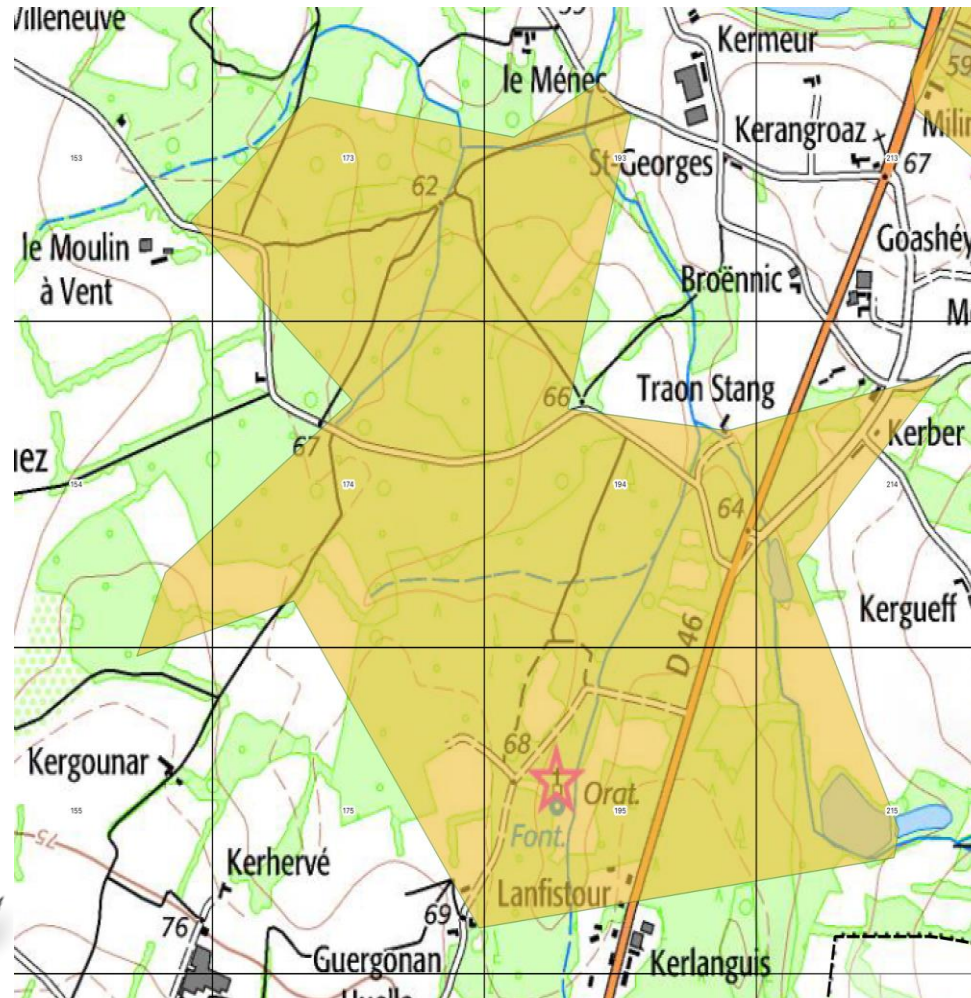 Villeneuve
59
Kermeur
le Ménec
59
Kerangroaz
Milin
153
173
193
213
St-Georges
67
62
le Moulin
à Vent
Goashéy
Broënnic
66
Traon Stang
67
Kerber
154
174
194
214
64
Kergueff
D 46
68
Kergounar
Orat.
155
175
195
215
75
Font.
Kerhervé
Lanfistour
69
76
Guergonan
Huella
Kerlanguis